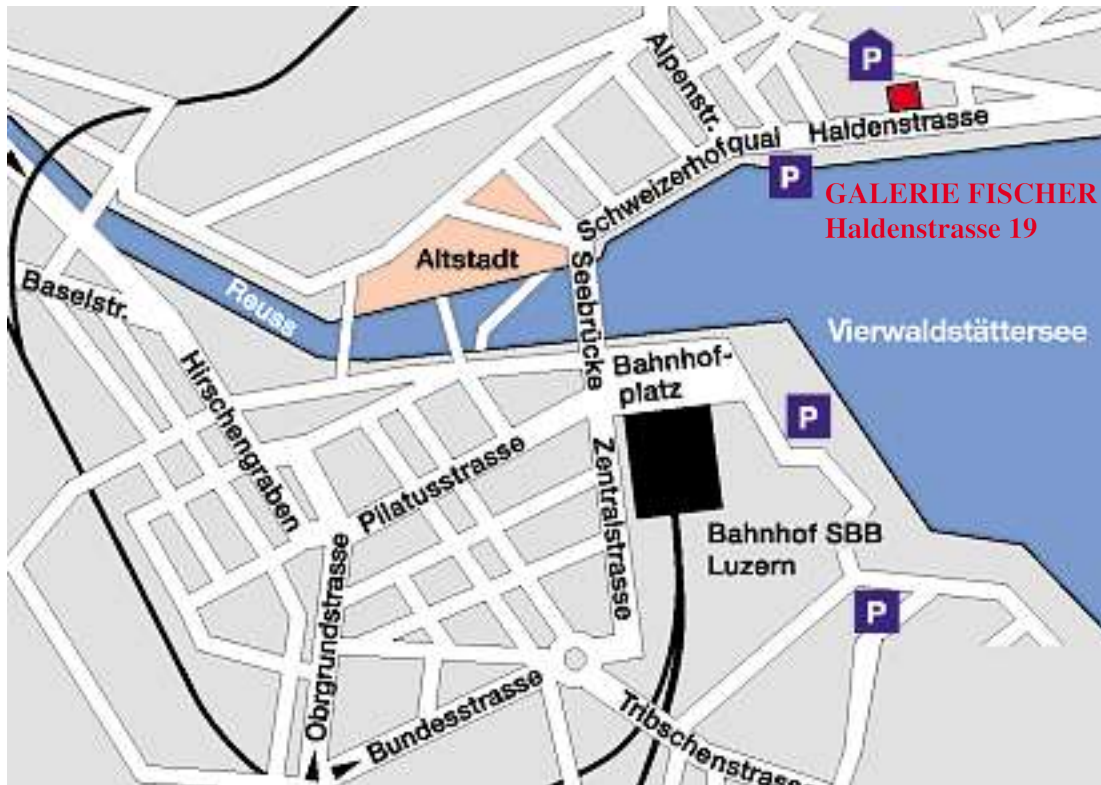 Alpenstr.
P
Haldenstrasse
Schweizerhofquai
P
GALERIE FISCHER
Haldenstrasse 19
Altstadt
Baselstr.
Reuss
Seebrücke
Vierwaldstättersee
Hirschengraben
Bahnhof-
platz
P
Pilatusstrasse
Zentralstrasse
Bahnhof SBB
Luzern
Obrgrundstrasse
P
Bundesstrasse
Tribschenstrasse